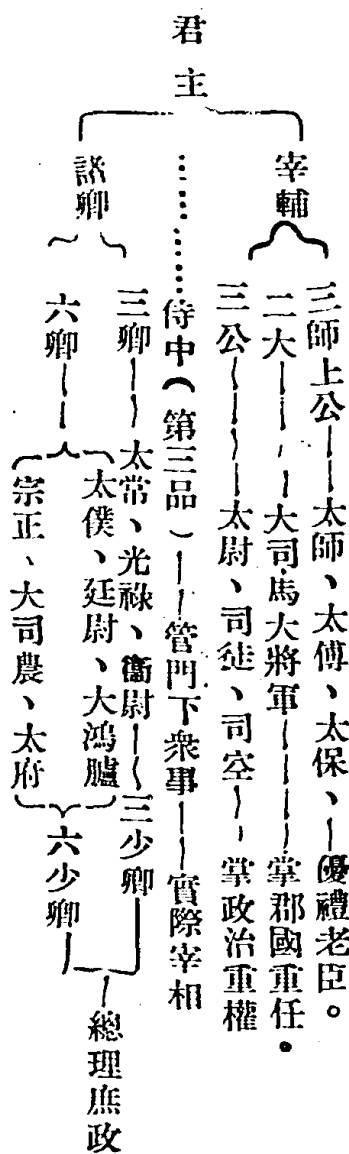 君主
宰輔
三師上公——太師、太傅、太保、—優禮老臣。
二大——大司馬大將軍————掌郡國重任。
三公————太尉、司徒、司空——掌政治重權
………侍中(第三品)——管門下衆事——實際宰相
諸卿
三卿——太常、光祿、衞尉——三少卿
六卿——太僕、廷尉、大鴻臚
宗正、大司農、太府
六少卿
總理庶政